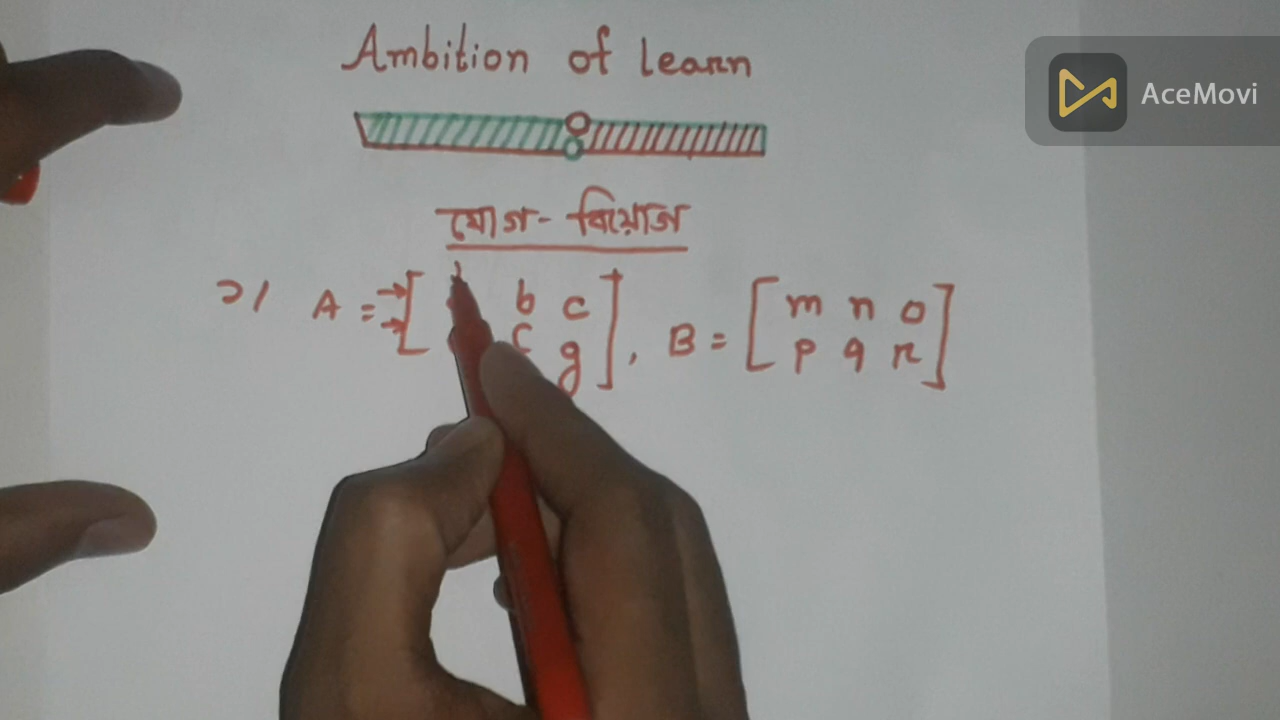 Ambition of learn
AceMovi
যোগ-বিয়োগ
১। A = [ b c
f g ], B = [ m n o
p q r ]